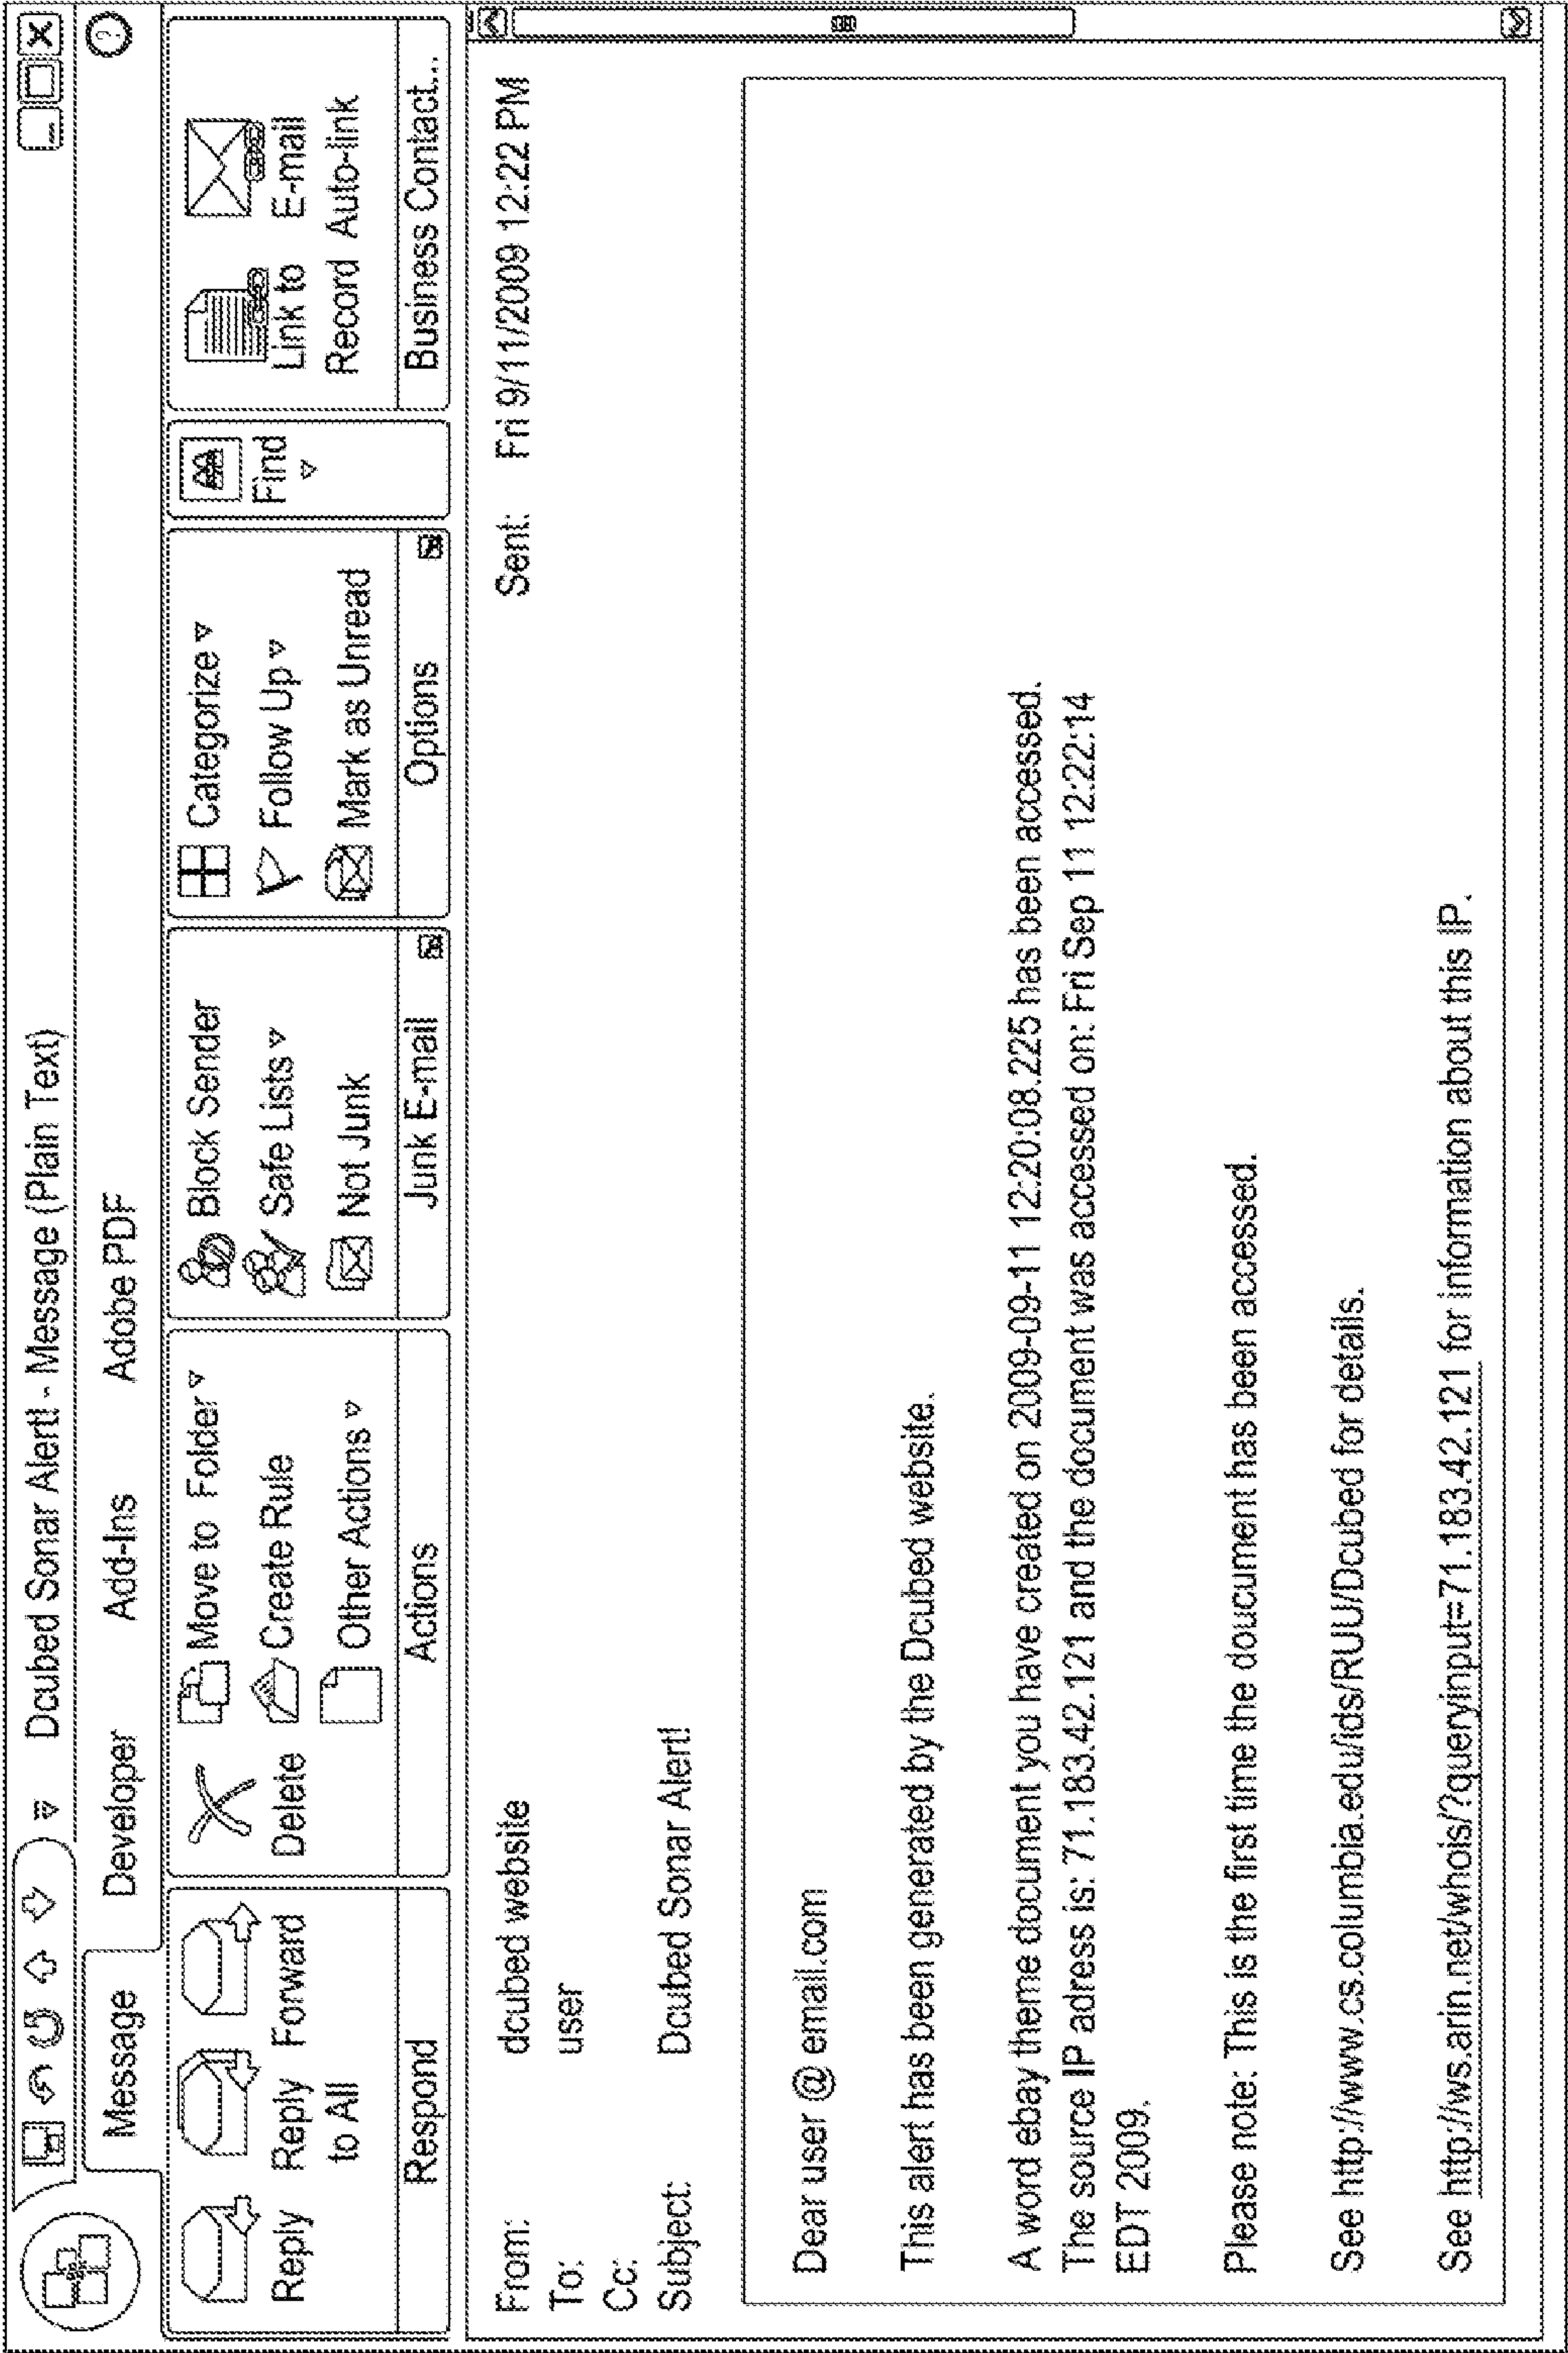 Dcubed Sonar Alert! - Message (Plain Text)
Message Developer Add-Ins Adobe PDF
Reply
Reply to All
Forward
Respond
Delete
Move to Folder
Create Rule
Other Actions
Actions
Block Sender
Safe Lists
Not Junk
Junk E-mail
Categorize
Follow Up
Mark as Unread
Options
Find
Link to Record
E-mail Auto-link
Business Contact...
From: dcubed website Sent: Fri 9/11/2009 12:22 PM
To: user
Cc:
Subject: Dcubed Sonar Alert!
Dear user @ email.com
This alert has been generated by the Dcubed website.
A word ebay theme document you have created on 2009-09-11 12:20:08.225 has been accessed.
The source IP adress is: 71.183.42.121 and the document was accessed on: Fri Sep 11 12:22:14
EDT 2009.
Please note: This is the first time the doucument has been accessed.
See http://www.cs.columbia.edu/ids/RUU/Dcubed for details.
See http://ws.arin.net/whois/?queryinput=71.183.42.121 for information about this IP.